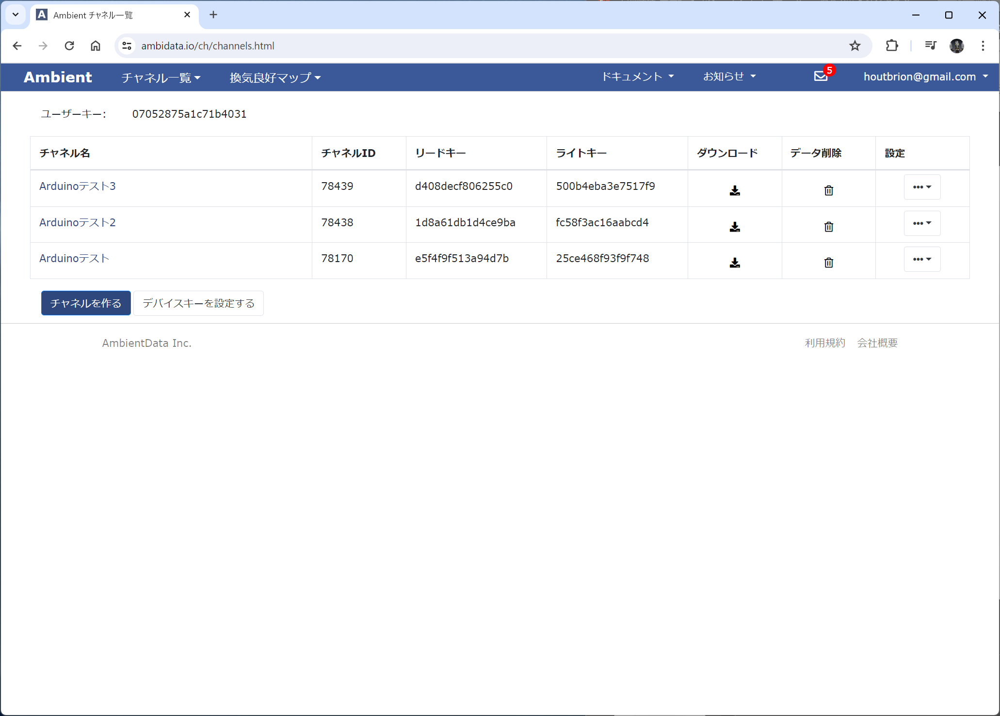 Ambient チャネル一覧
ambidata.io/ch/channels.html
Ambient チャネル一覧 換気良好マップ ドキュメント お知らせ 5 houtbrion@gmail.com
ユーザーキー: 07052875a1c71b4031
チャネル名 チャネルID リードキー ライトキー ダウンロード データ削除 設定
Arduinoテスト3 78439 d408decf806255c0 500b4eba3e7517f9
Arduinoテスト2 78438 1d8a61db1d4ce9ba fc58f3ac16aabcd4
Arduinoテスト 78170 e5f4f9f513a94d7b 25ce468f93f9f748
チャネルを作る デバイスキーを設定する
AmbientData Inc. 利用規約 会社概要